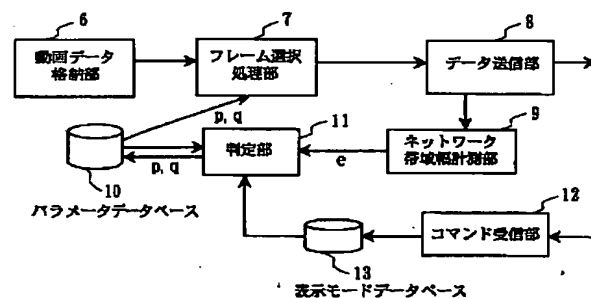 6
7
8
動画データ
格納部
フレーム選択
処理部
データ送信部
p, q
11
9
判定部
ネットワーク
帯域幅計測部
p, q
e
10
パラメータデータベース
12
コマンド受信部
13
表示モードデータベース